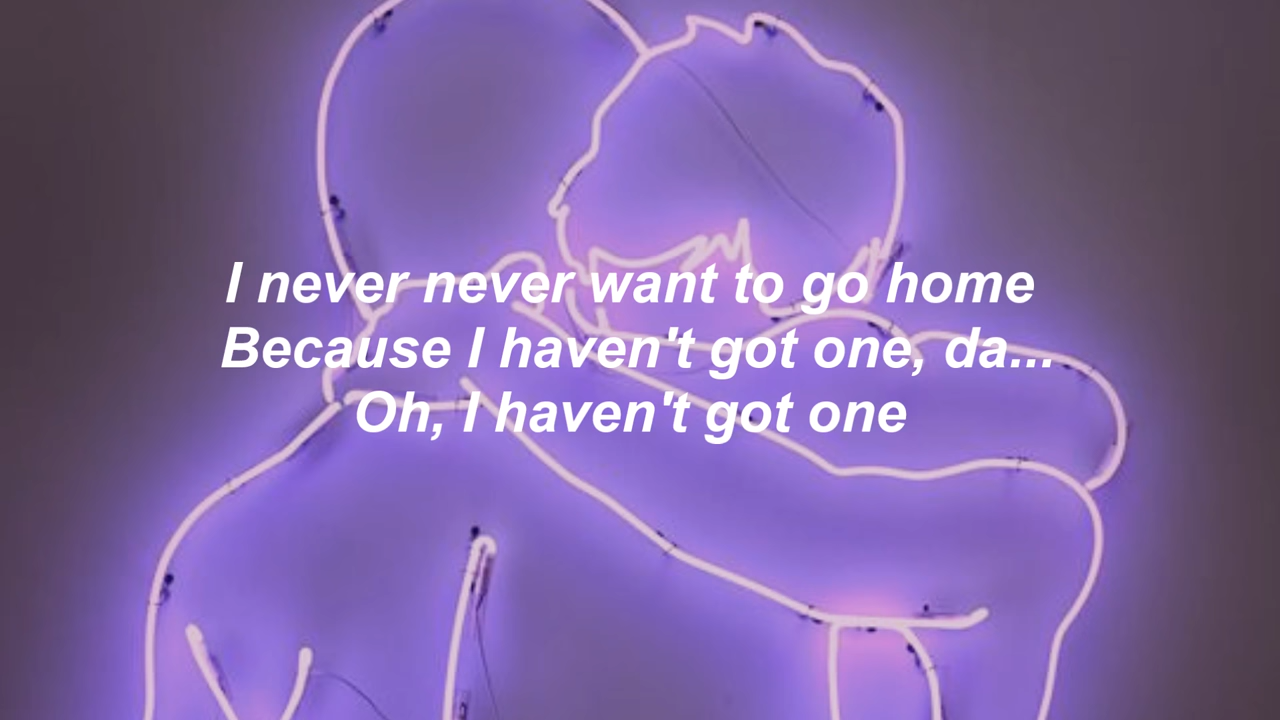 I never never want to go home
Because I haven't got one, da...
Oh, I haven't got one